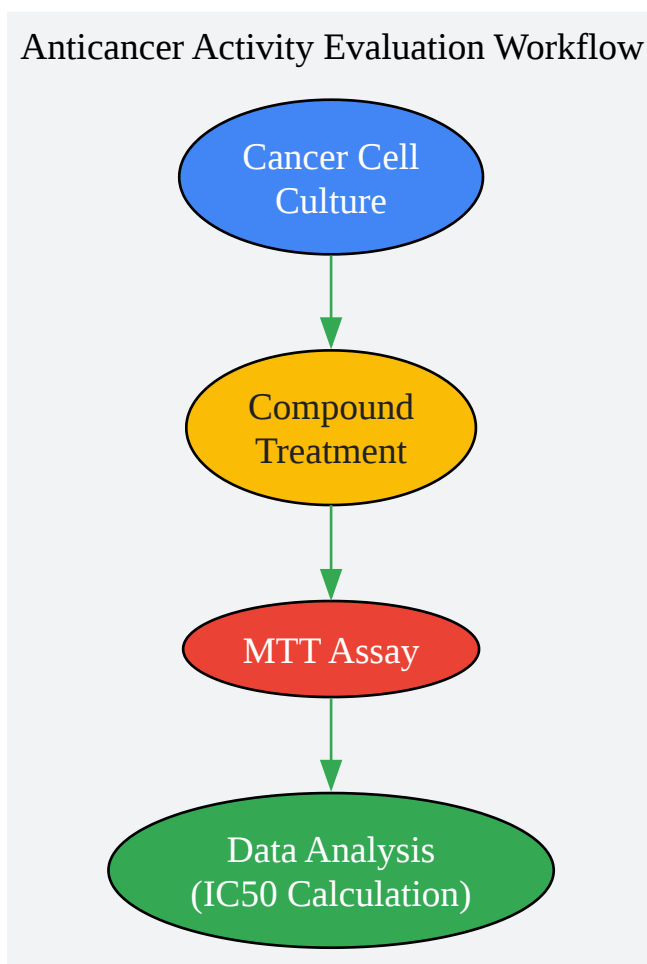 Anticancer Activity Evaluation Workflow
Cancer Cell
Culture
Compound
Treatment
MTT Assay
Data Analysis
(IC50 Calculation)